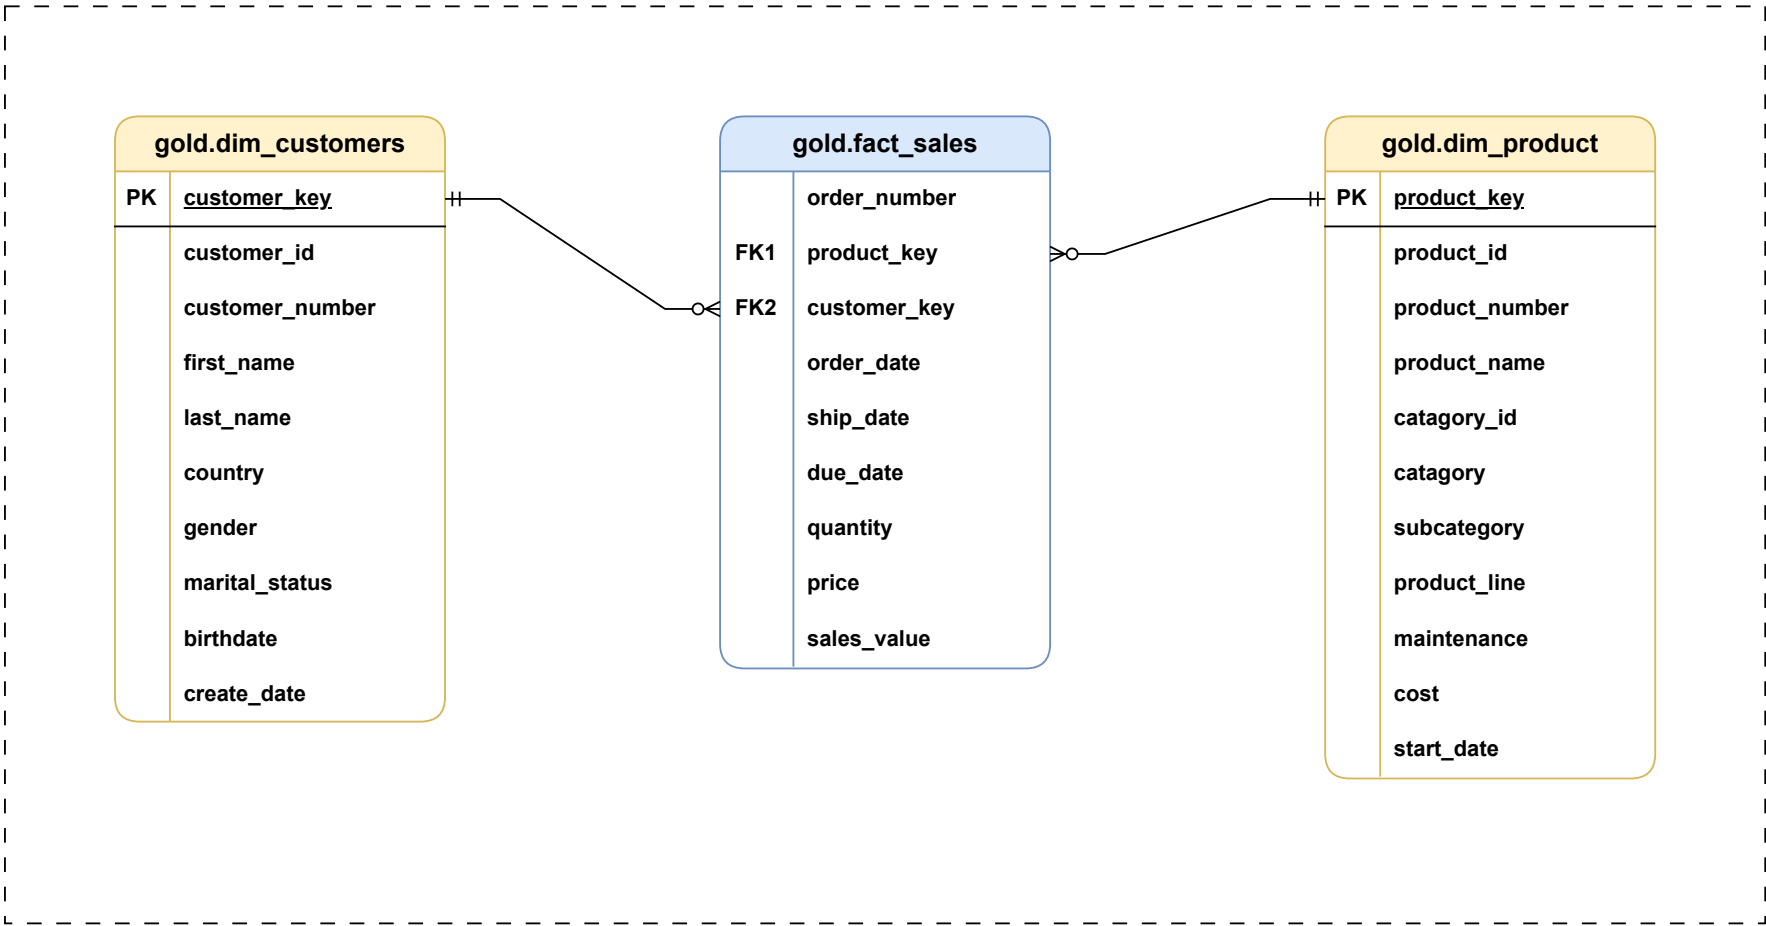 gold.dim_customers
PK customer_key
customer_id
customer_number
first_name
last_name
country
gender
marital_status
birthdate
create_date
gold.fact_sales
order_number
FK1 product_key
FK2 customer_key
order_date
ship_date
due_date
quantity
price
sales_value
gold.dim_product
PK product_key
product_id
product_number
product_name
catagory_id
catagory
subcategory
product_line
maintenance
cost
start_date